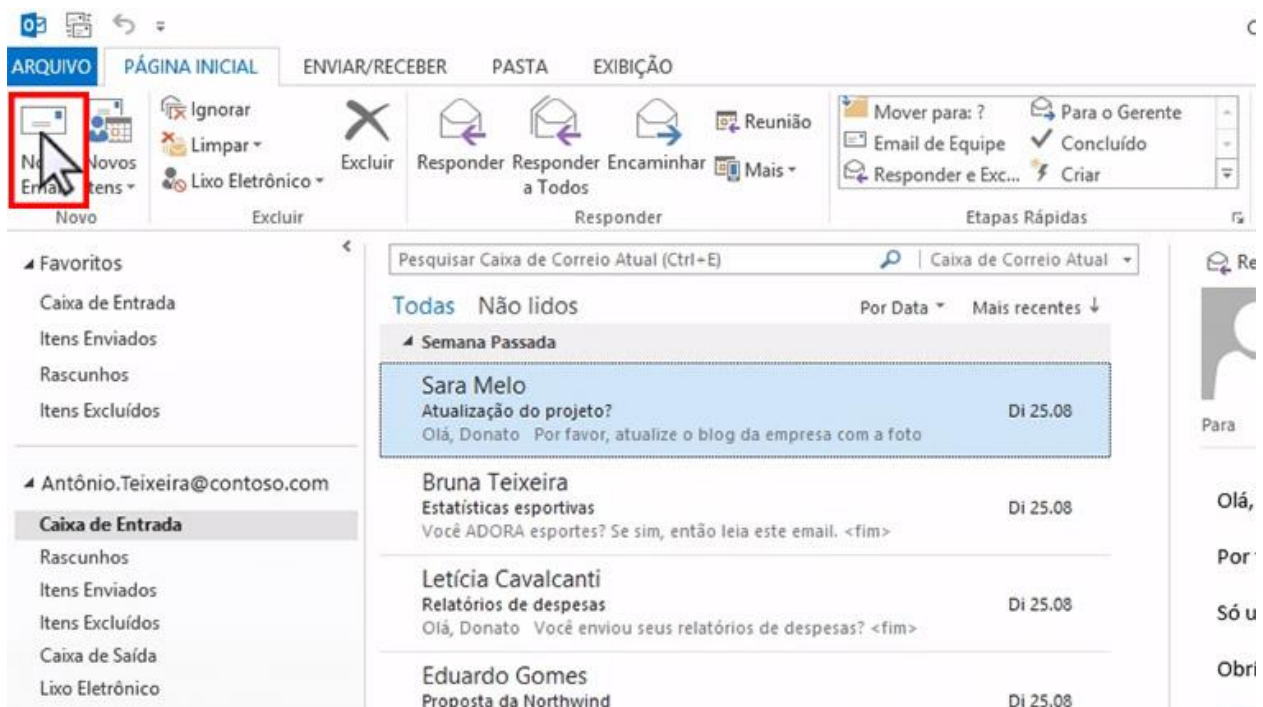 ARQUIVO PÁGINA INICIAL ENVIAR/RECEBER PASTA EXIBIÇÃO
Novos
Itens
Novo
Ignorar
Limpar
Lixo Eletrônico
Excluir
Excluir
Responder
Responder a Todos
Encaminhar
Reunião
Mais
Responder
Mover para: ?
Email de Equipe
Responder e Exc...
Para o Gerente
Concluído
Criar
Etapas Rápidas
Favoritos
Caixa de Entrada
Itens Enviados
Rascunhos
Itens Excluídos
Antônio.Teixeira@contoso.com
Caixa de Entrada
Rascunhos
Itens Enviados
Itens Excluídos
Caixa de Saída
Lixo Eletrônico
Pesquisar Caixa de Correio Atual (Ctrl+E) Caixa de Correio Atual
Todas Não lidos Por Data Mais recentes
Semana Passada
Sara Melo
Atualização do projeto? Di 25.08
Olá, Donato Por favor, atualize o blog da empresa com a foto
Bruna Teixeira
Estatísticas esportivas Di 25.08
Você ADORA esportes? Se sim, então leia este email. <fim>
Letícia Cavalcanti
Relatórios de despesas Di 25.08
Olá, Donato Você enviou seus relatórios de despesas? <fim>
Eduardo Gomes
Proposta da Northwind Di 25.08
Re
Para
Olá,
Por
Só u
Obri